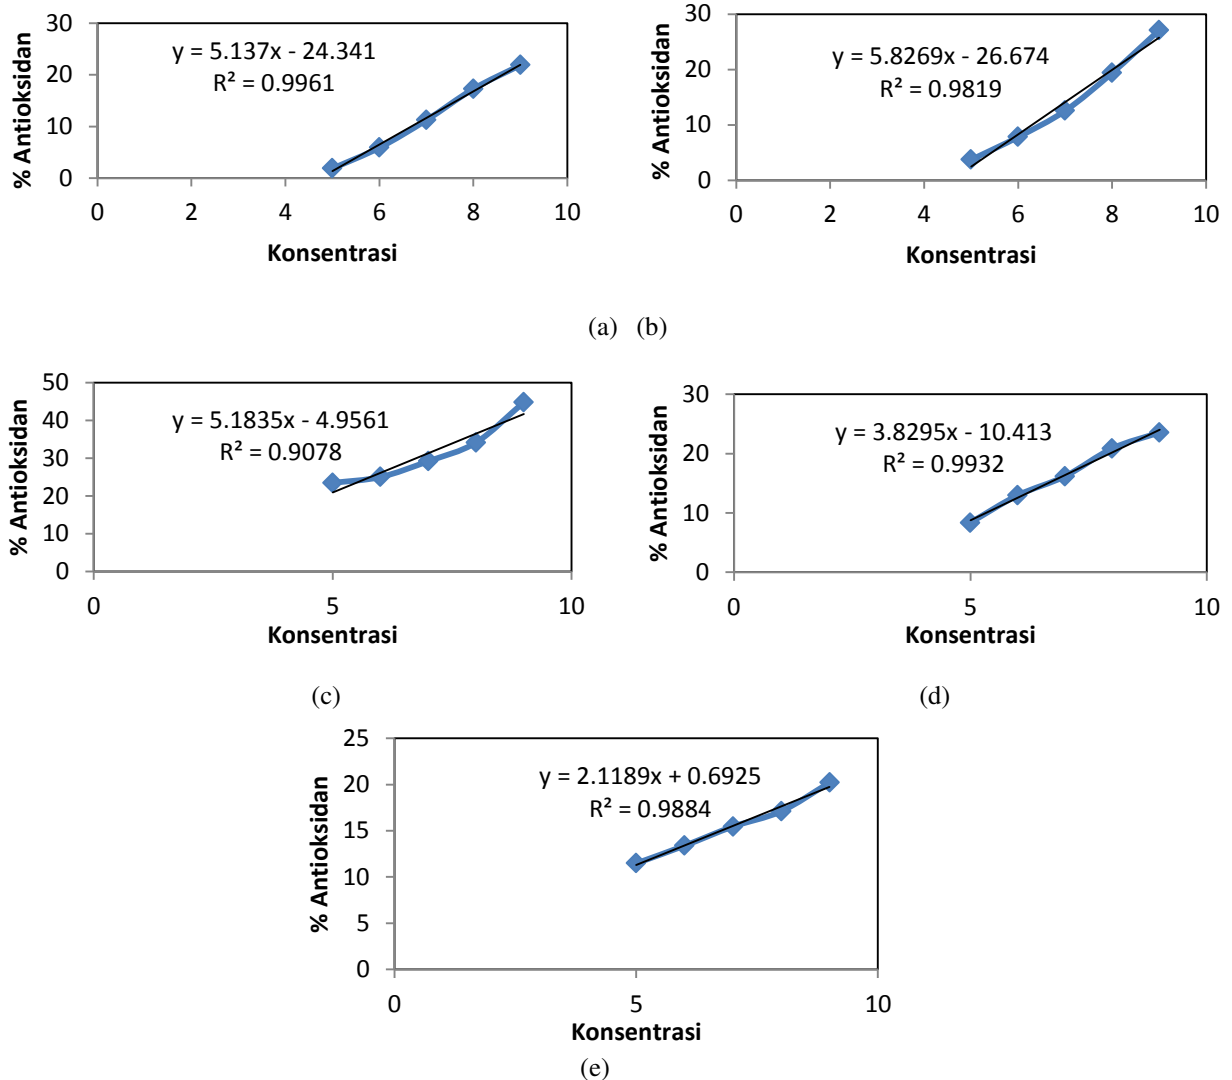 30
20
10
0
% Antioksidan
y = 5.137x - 24.341
R² = 0.9961
0 2 4 6 8 10
Konsentrasi
30
20
10
0
% Antioksidan
y = 5.8269x - 26.674
R² = 0.9819
0 2 4 6 8 10
Konsentrasi
(a) (b)
50
40
30
20
10
0
% Antioksidan
y = 5.1835x - 4.9561
R² = 0.9078
0 5 10
Konsentrasi
30
20
10
0
% Antioksidan
y = 3.8295x - 10.413
R² = 0.9932
0 5 10
Konsentrasi
(c) (d)
25
20
15
10
5
0
% Antioksidan
y = 2.1189x + 0.6925
R² = 0.9884
0 5 10
Konsentrasi
(e)